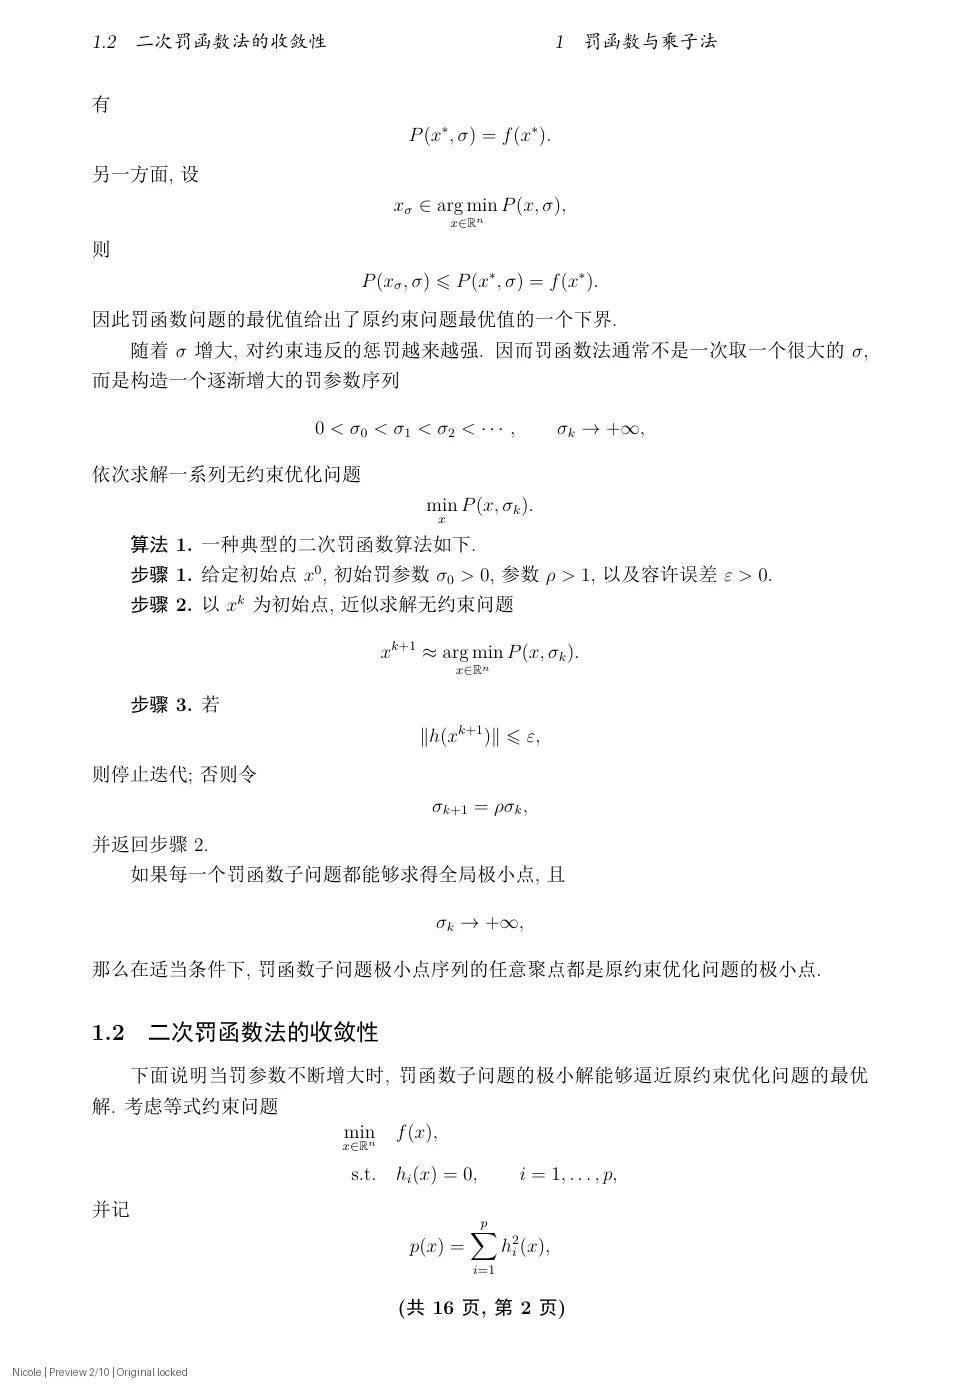 1.2 二次罚函数法的收敛性 1 罚函数与乘子法
有
P(x*, σ) = f(x*).
另一方面, 设
x_σ ∈ arg min_{x∈ℝⁿ} P(x, σ),
则
P(x_σ, σ) ⩽ P(x*, σ) = f(x*).
因此罚函数问题的最优值给出了原约束问题最优值的一个下界.
随着 σ 增大, 对约束违反的惩罚越来越强. 因而罚函数法通常不是一次取一个很大的 σ,
而是构造一个逐渐增大的罚参数序列
0 < σ₀ < σ₁ < σ₂ < ⋯ , σ_k → +∞,
依次求解一系列无约束优化问题
min_x P(x, σ_k).
算法 1. 一种典型的二次罚函数算法如下.
步骤 1. 给定初始点 x⁰, 初始罚参数 σ₀ > 0, 参数 ρ > 1, 以及容许误差 ε > 0.
步骤 2. 以 x^k 为初始点, 近似求解无约束问题
x^{k+1} ≈ arg min_{x∈ℝⁿ} P(x, σ_k).
步骤 3. 若
‖h(x^{k+1})‖ ⩽ ε,
则停止迭代; 否则令
σ_{k+1} = ρσ_k,
并返回步骤 2.
如果每一个罚函数子问题都能够求得全局极小点, 且
σ_k → +∞,
那么在适当条件下, 罚函数子问题极小点序列的任意聚点都是原约束优化问题的极小点.
1.2 二次罚函数法的收敛性
下面说明当罚参数不断增大时, 罚函数子问题的极小解能够逼近原约束优化问题的最优
解. 考虑等式约束问题
min_{x∈ℝⁿ} f(x),
s.t. h_i(x) = 0, i = 1, . . . , p,
并记
p(x) = ∑_{i=1}^{p} h_i^2(x),
(共 16 页, 第 2 页)
Nicole | Preview 2/10 | Original locked